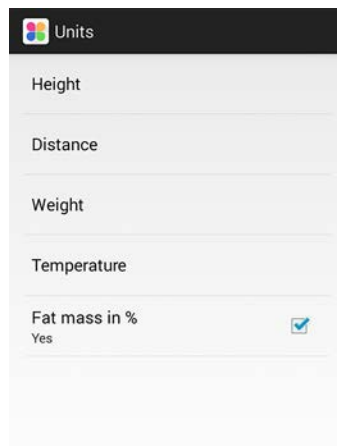 Units
Height
Distance
Weight
Temperature
Fat mass in %
Yes